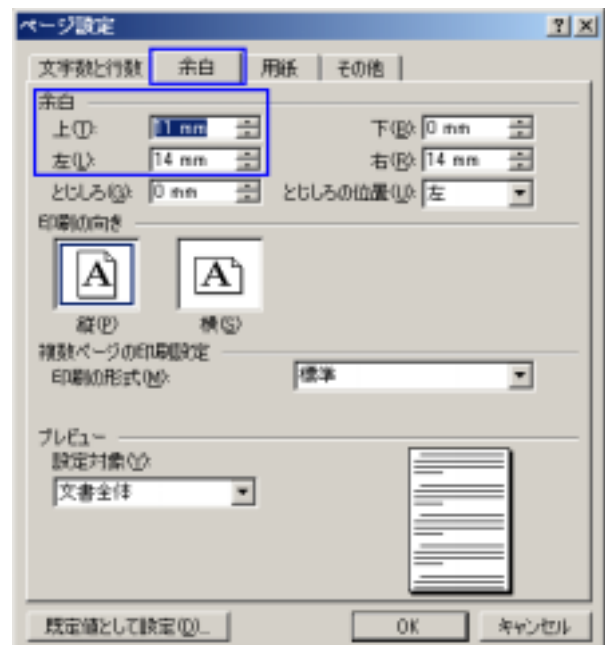 ページ設定
文字数と行数 余白 用紙 その他
余白
上(T): 11 mm 下(B): 0 mm
左(L): 14 mm 右(R): 14 mm
とじしろ(G): 0 mm とじしろの位置(U): 左
印刷の向き
A A
縦(P) 横(S)
複数ページの印刷設定
印刷の形式(M): 標準
プレビュー
設定対象(Y):
文書全体
既定値として設定(D)... OK キャンセル